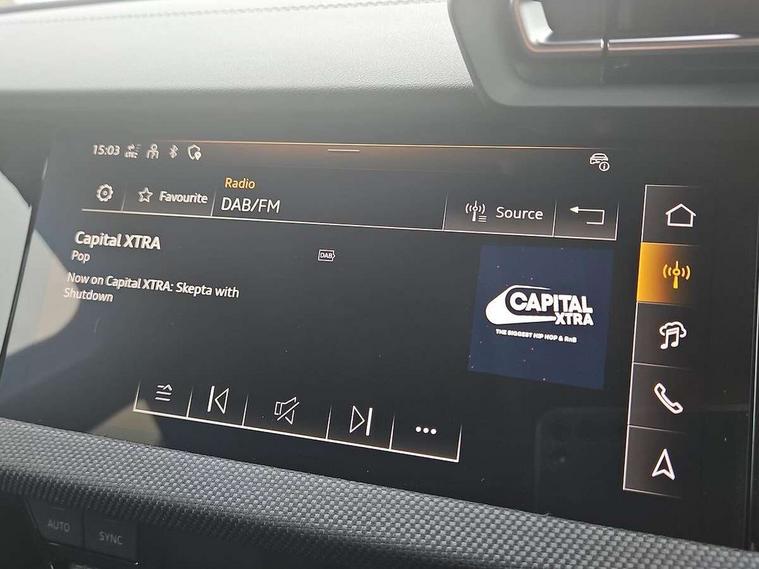 15:03
LTE
Radio
Favourite
DAB/FM
Source
Capital XTRA
Pop
DAB
Now on Capital XTRA: Skepta with
Shutdown
CAPITAL
XTRA
THE BIGGEST HIP HOP & RnB
AUTO
SYNC